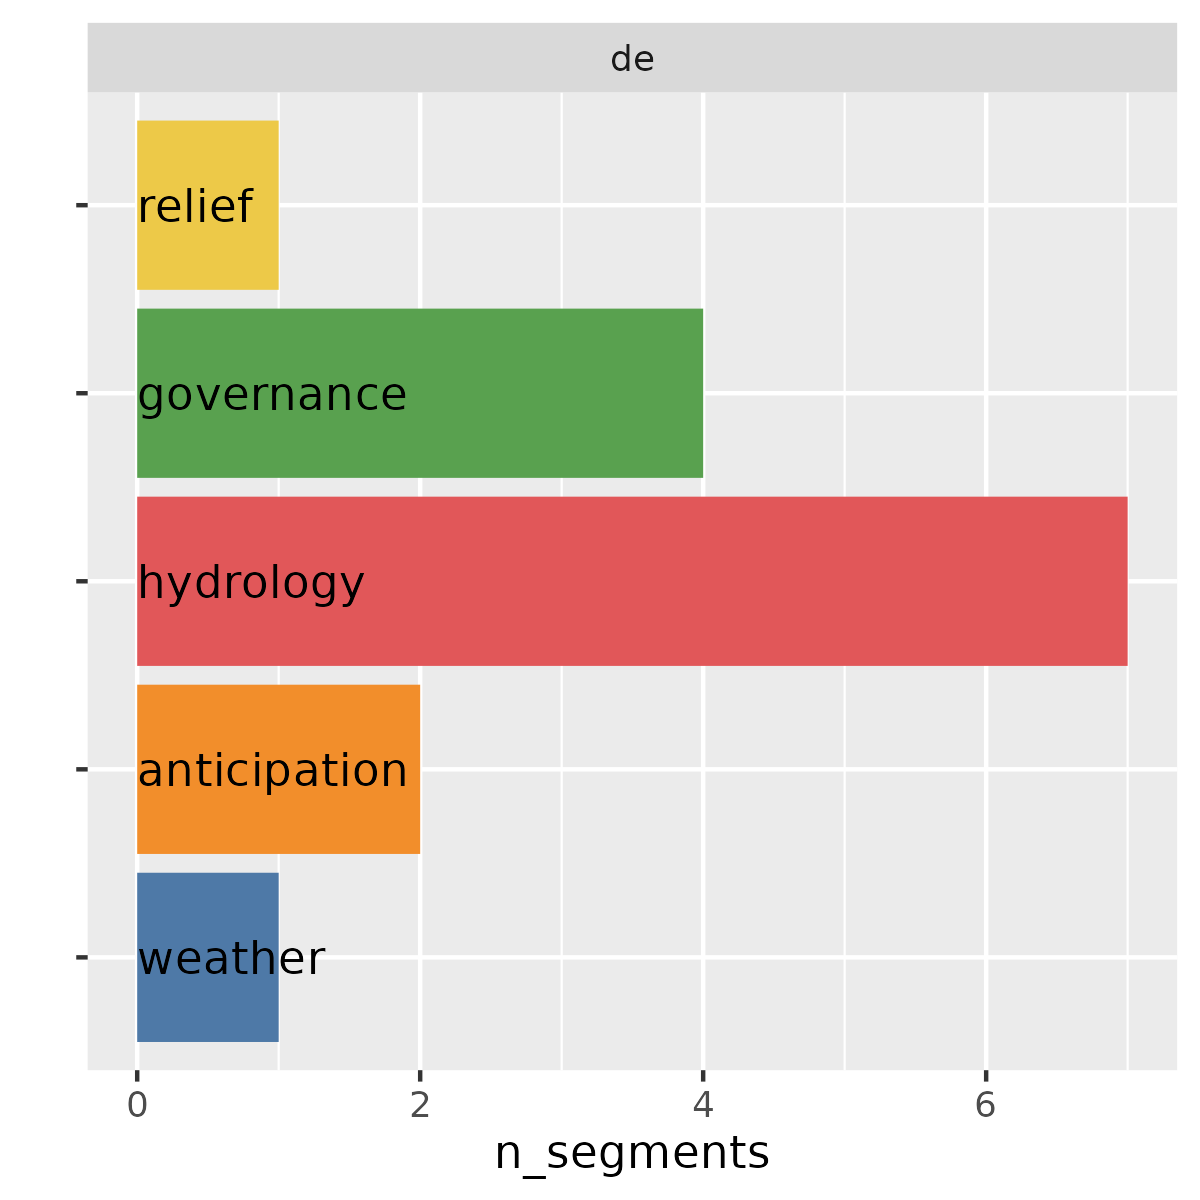 de
relief
governance
hydrology
anticipation
weather
0 2 4 6
n_segments